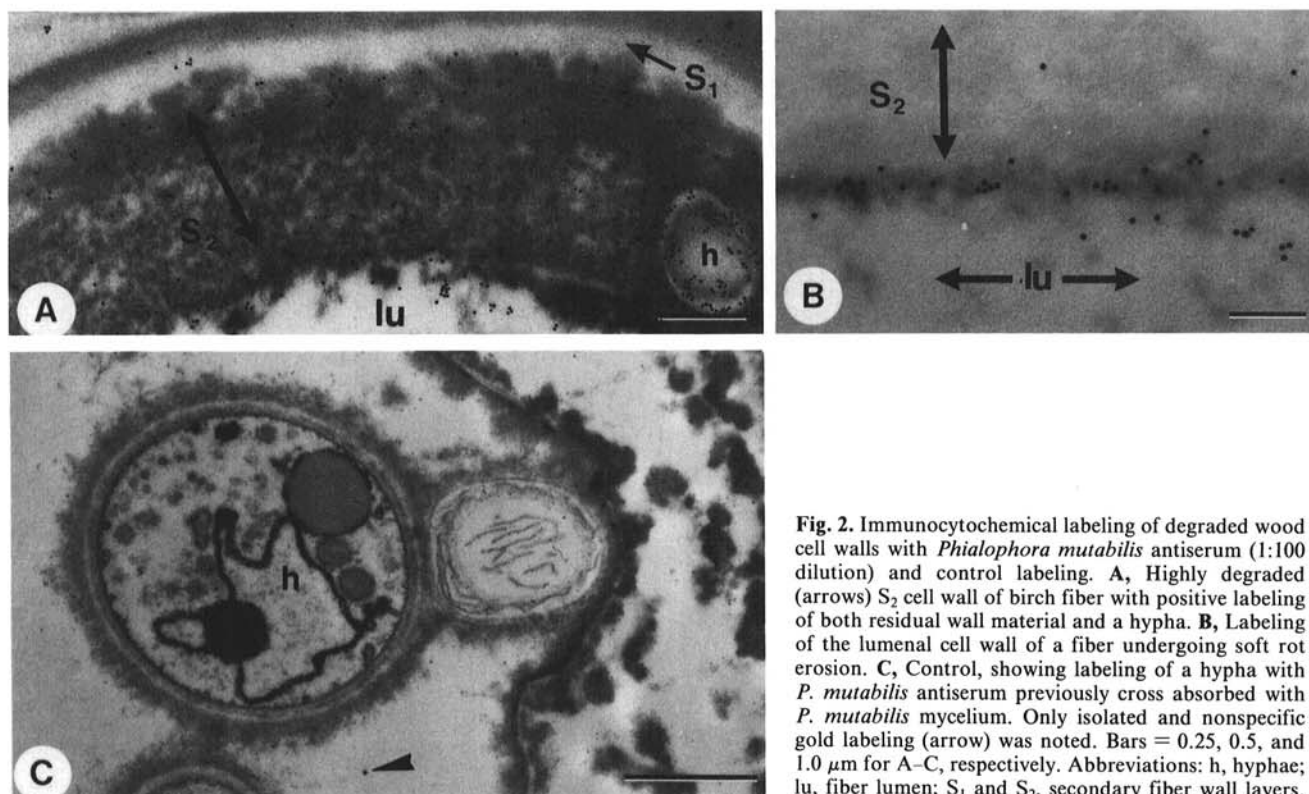 S₁
S₂
h
lu
A
S₂
lu
B
h
C
Fig. 2. Immunocytochemical labeling of degraded wood
cell walls with Phialophora mutabilis antiserum (1:100
dilution) and control labeling. A, Highly degraded
(arrows) S₂ cell wall of birch fiber with positive labeling
of both residual wall material and a hypha. B, Labeling
of the lumenal cell wall of a fiber undergoing soft rot
erosion. C, Control, showing labeling of a hypha with
P. mutabilis antiserum previously cross absorbed with
P. mutabilis mycelium. Only isolated and nonspecific
gold labeling (arrow) was noted. Bars = 0.25, 0.5, and
1.0 μm for A–C, respectively. Abbreviations: h, hyphae;
lu, fiber lumen; S₁ and S₂, secondary fiber wall layers.